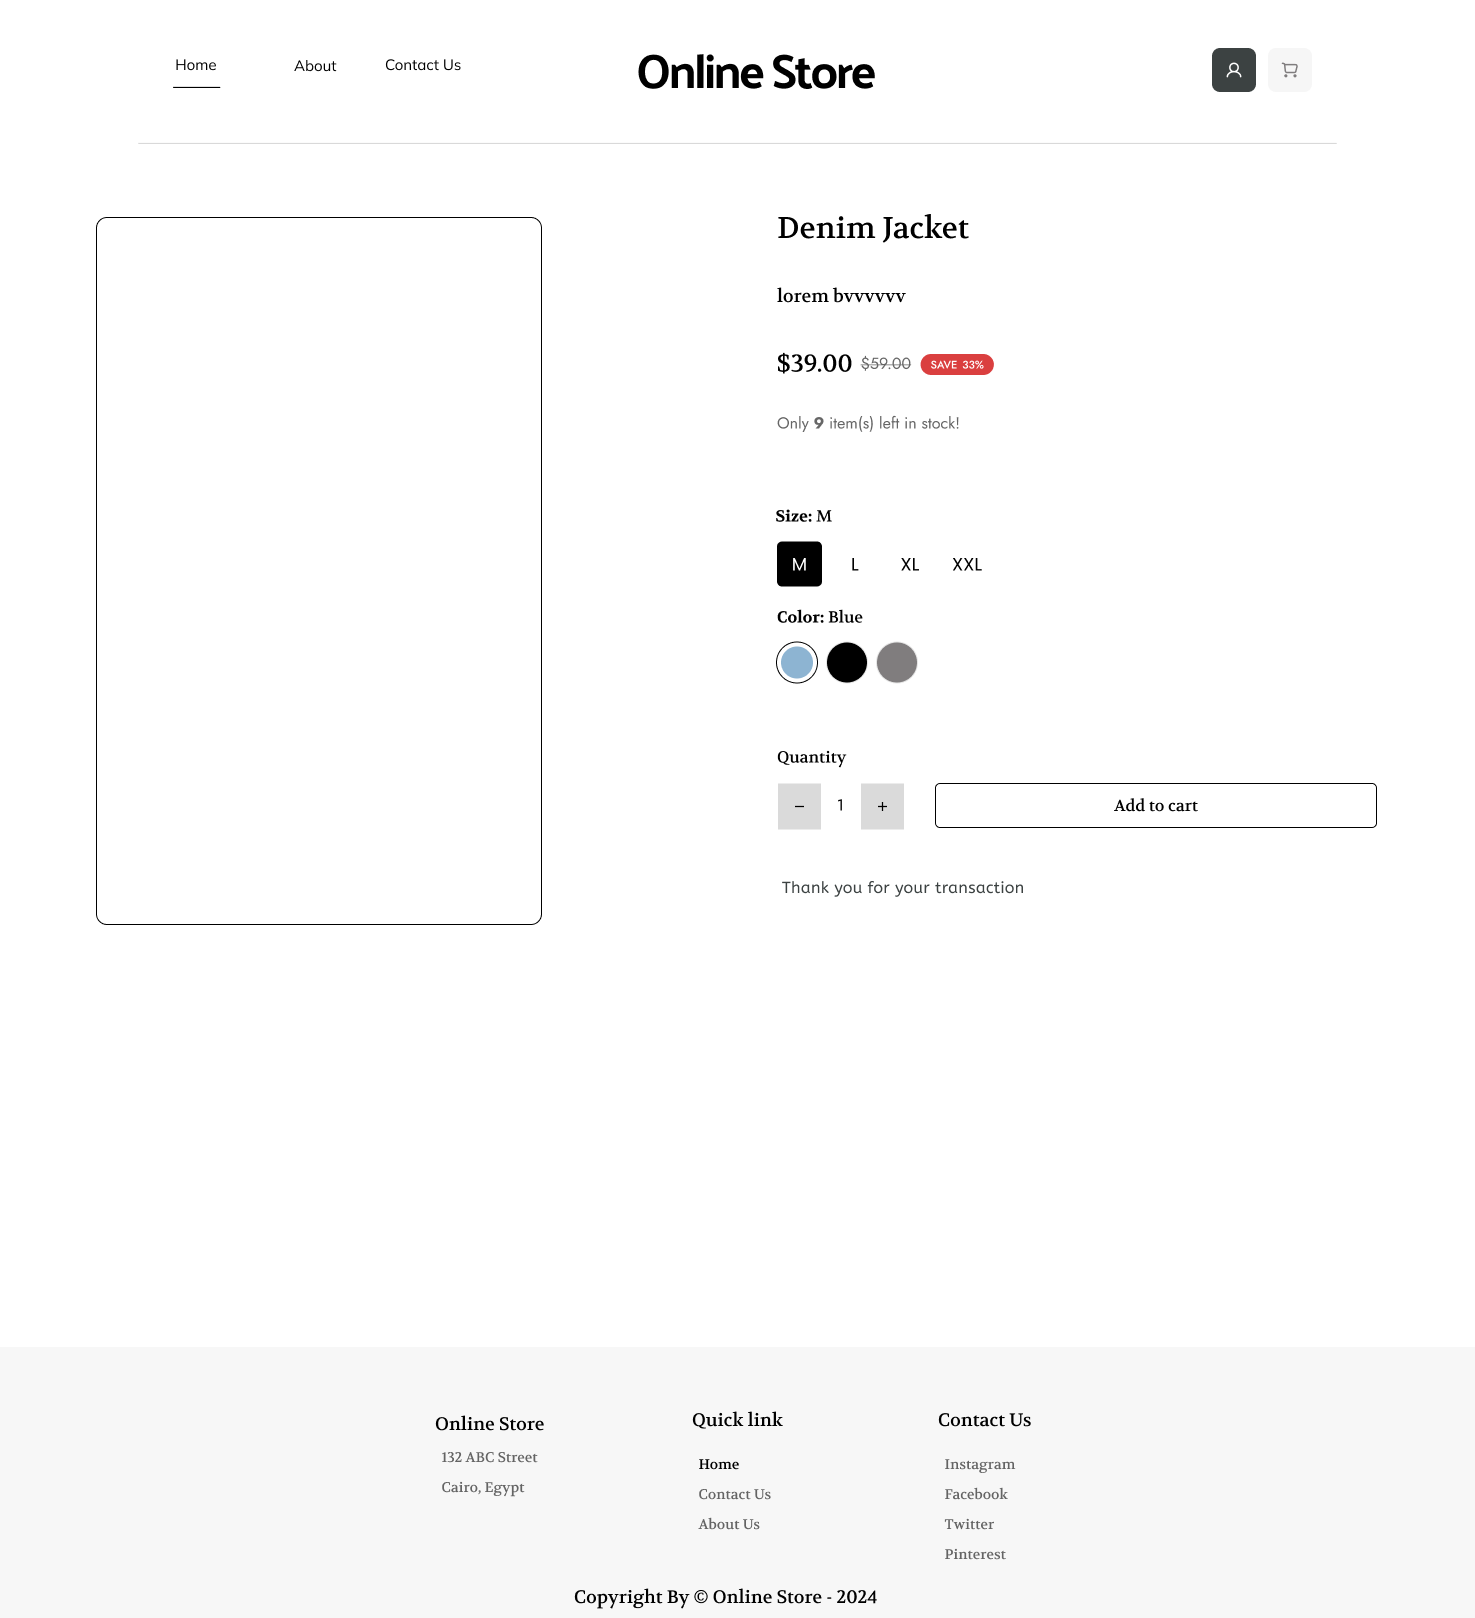 Home About Contact Us Online Store
Denim Jacket
lorem bvvvvvv
$39.00 $59.00 SAVE 33%
Only 9 item(s) left in stock!
Size: M
M L XL XXL
Color: Blue
Quantity
− 1 + Add to cart
Thank you for your transaction
Online Store
132 ABC Street
Cairo, Egypt
Quick link
Home
Contact Us
About Us
Contact Us
Instagram
Facebook
Twitter
Pinterest
Copyright By © Online Store - 2024